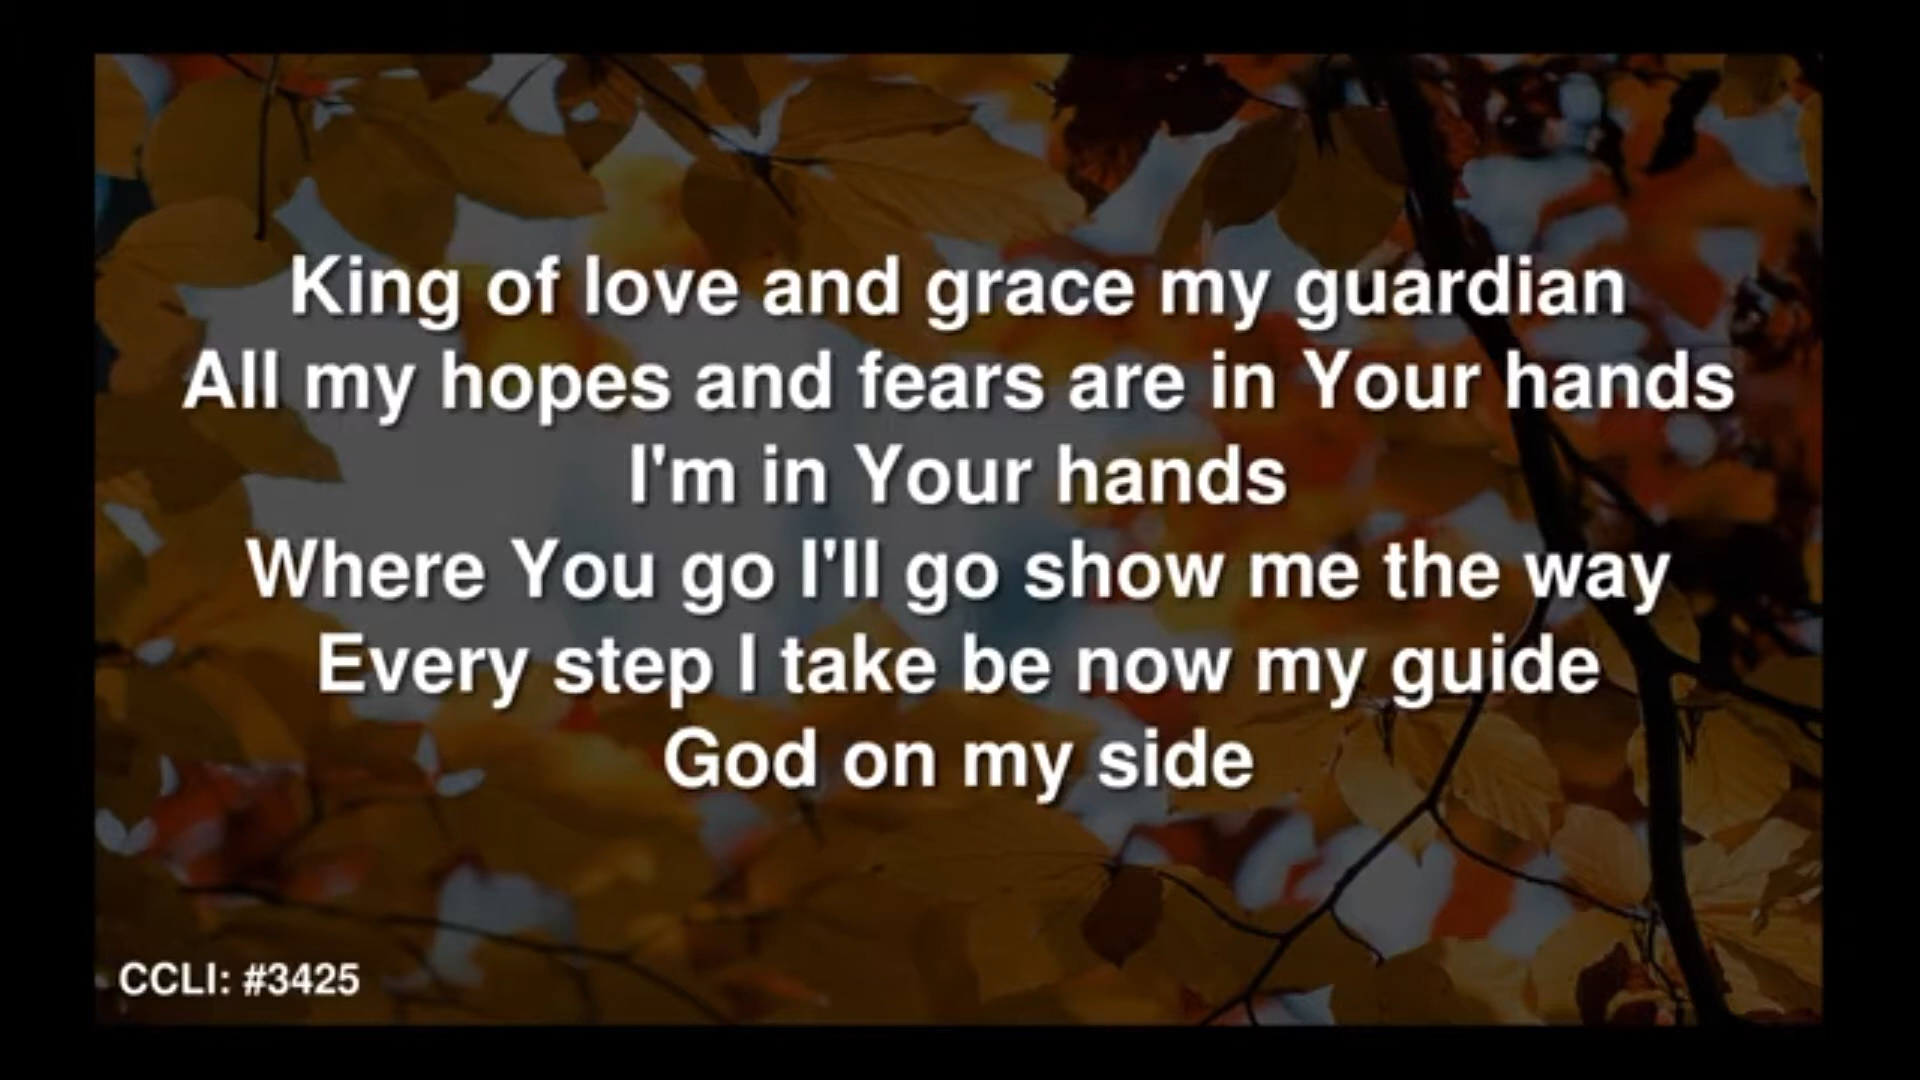 King of love and grace my guardian
All my hopes and fears are in Your hands
I'm in Your hands
Where You go I'll go show me the way
Every step I take be now my guide
God on my side
CCLI: #3425